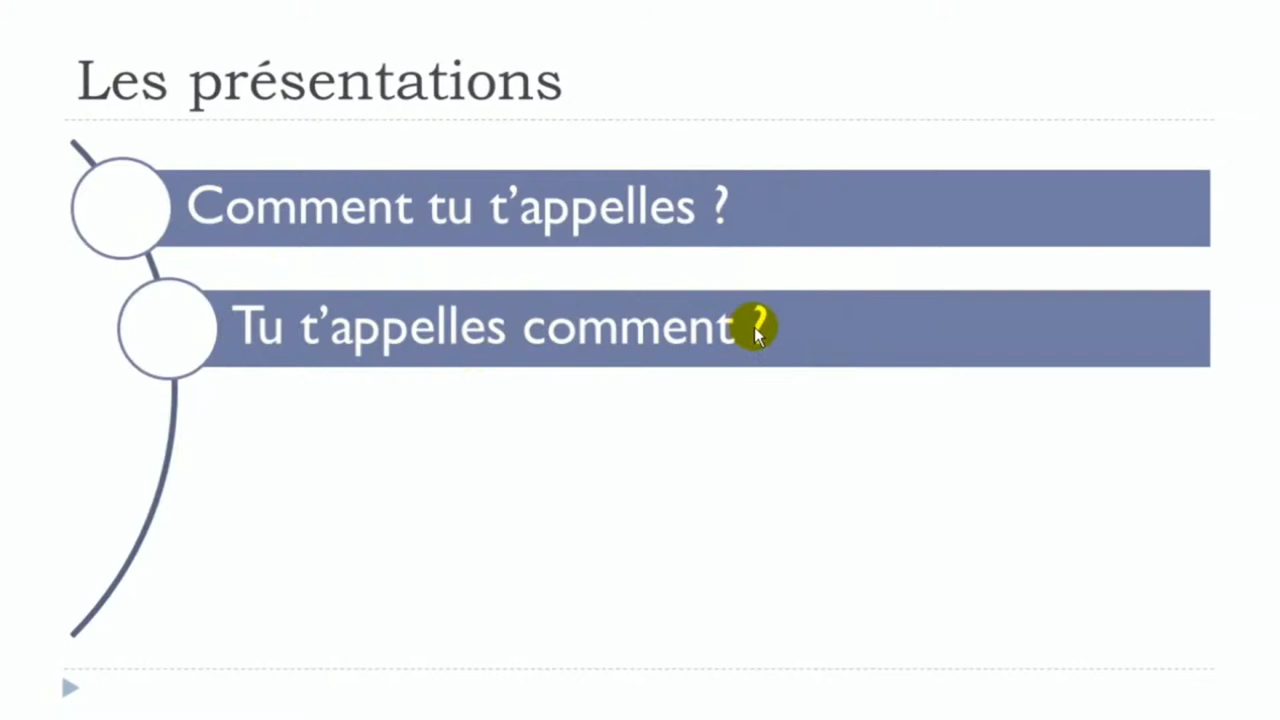 Les présentations
Comment tu t’appelles ?
Tu t’appelles comment ?